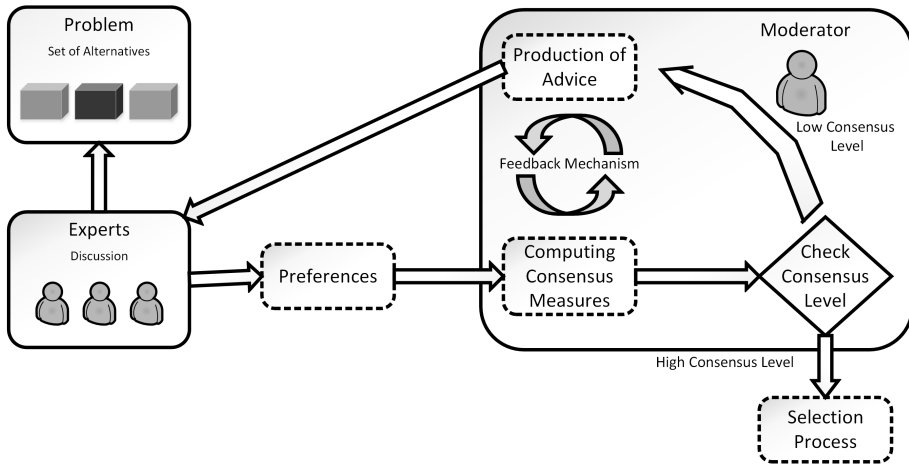 Problem
Set of Alternatives
Experts
Discussion
Preferences
Moderator
Production of
Advice
Low Consensus
Level
Feedback Mechanism
Computing
Consensus
Measures
Check
Consensus
Level
High Consensus Level
Selection
Process